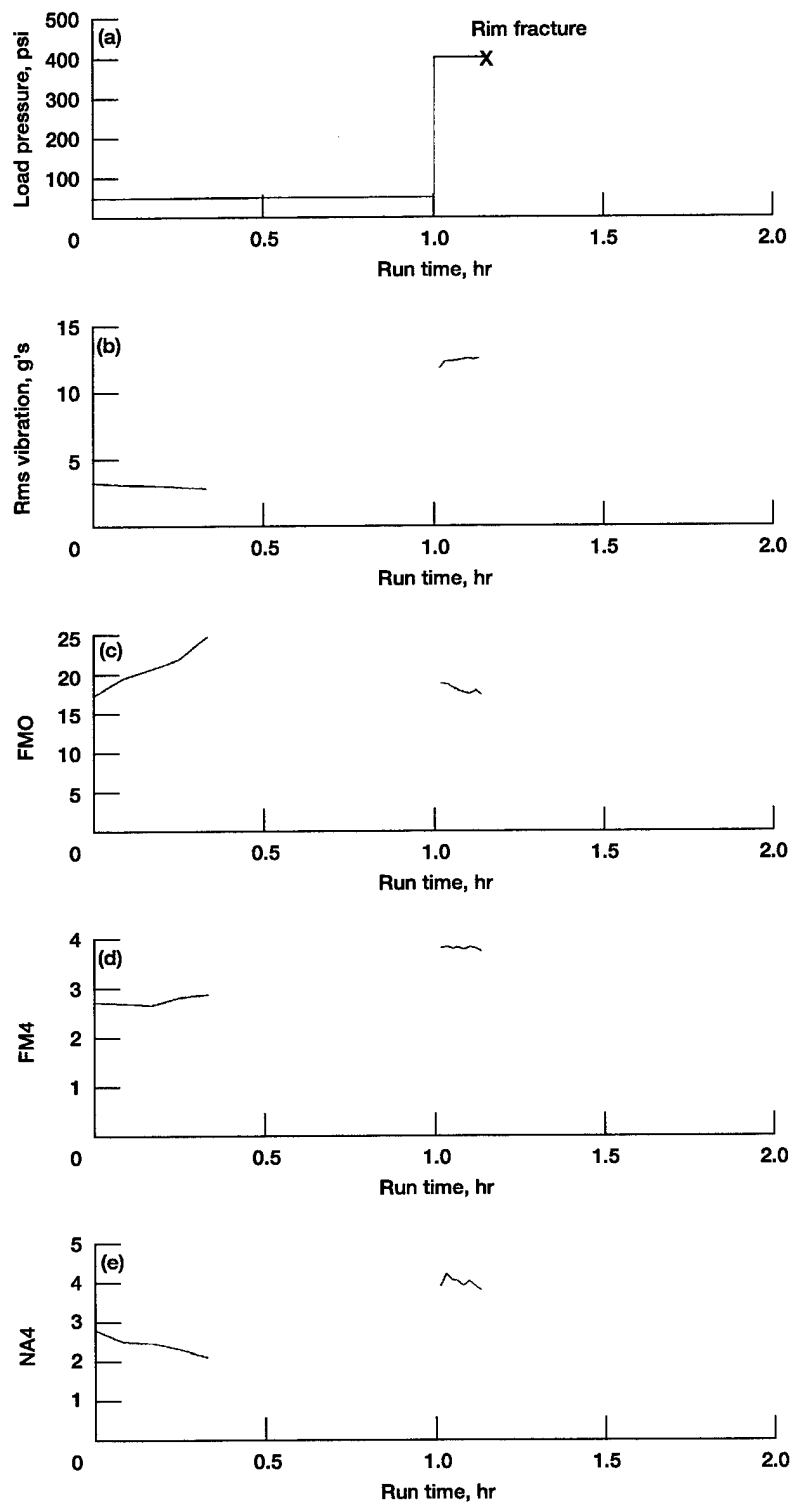 (a)
Rim fracture
X
Load pressure, psi
500
400
300
200
100
0
0.5
1.0
1.5
2.0
Run time, hr
(b)
Rms vibration, g's
15
10
5
0
0.5
1.0
1.5
2.0
Run time, hr
(c)
FMO
25
20
15
10
5
0
0.5
1.0
1.5
2.0
Run time, hr
(d)
FM4
4
3
2
1
0
0.5
1.0
1.5
2.0
Run time, hr
(e)
NA4
5
4
3
2
1
0
0.5
1.0
1.5
2.0
Run time, hr